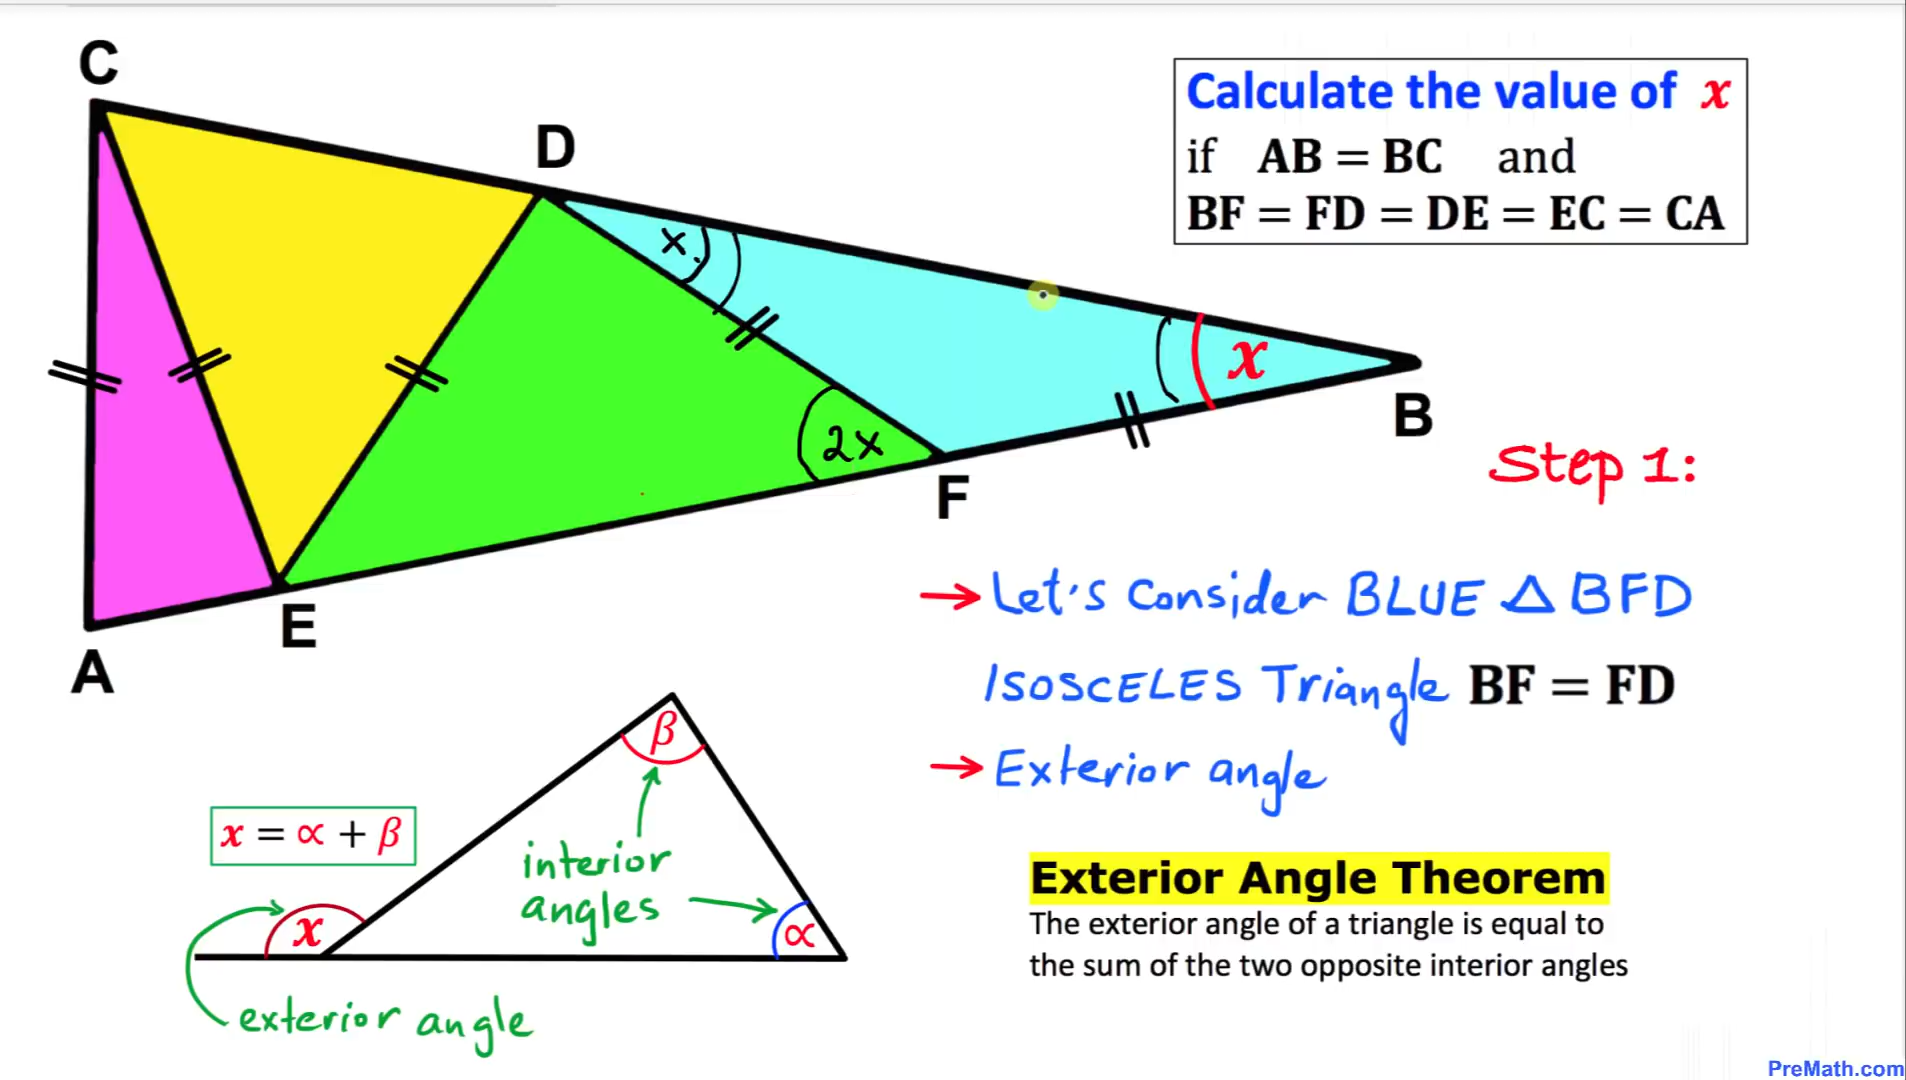 C
D
Calculate the value of x
if AB = BC and
BF = FD = DE = EC = CA
x
x
B
2x
F
Step 1:
E
A
→ Let's Consider BLUE △ BFD
ISOSCELES Triangle BF = FD
→ Exterior angle
β
x = ∝ + β
interior
angles
x
∝
exterior angle
Exterior Angle Theorem
The exterior angle of a triangle is equal to
the sum of the two opposite interior angles
PreMath.com